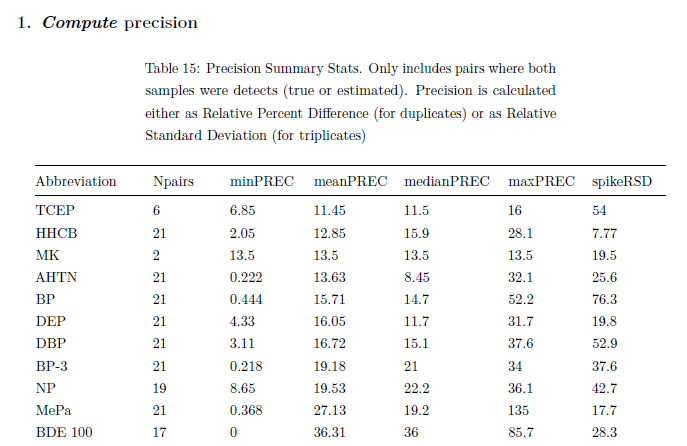 1. Compute precision
Table 15: Precision Summary Stats. Only includes pairs where both
samples were detects (true or estimated). Precision is calculated
either as Relative Percent Difference (for duplicates) or as Relative
Standard Deviation (for triplicates)
Abbreviation Npairs minPREC meanPREC medianPREC maxPREC spikeRSD
TCEP 6 6.85 11.45 11.5 16 54
HHCB 21 2.05 12.85 15.9 28.1 7.77
MK 2 13.5 13.5 13.5 13.5 19.5
AHTN 21 0.222 13.63 8.45 32.1 25.6
BP 21 0.444 15.71 14.7 52.2 76.3
DEP 21 4.33 16.05 11.7 31.7 19.8
DBP 21 3.11 16.72 15.1 37.6 52.9
BP-3 21 0.218 19.18 21 34 37.6
NP 19 8.65 19.53 22.2 36.1 42.7
MePa 21 0.368 27.13 19.2 135 17.7
BDE 100 17 0 36.31 36 85.7 28.3